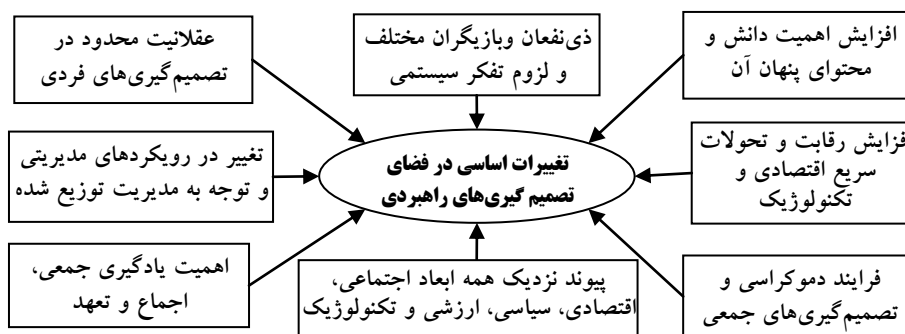 افزایش اهمیت دانش و
محتوای پنهان آن
ذی‌نفعان وبازیگران مختلف
و لزوم تفکر سیستمی
عقلانیت محدود در
تصمیم‌گیری‌های فردی
فزایش رقابت و تحولات
سریع اقتصادی و
تکنولوژیک
تغییرات اساسی در فضای
تصمیم گیری‌های راهبردی
تغییر در رویکردهای مدیریتی
و توجه به مدیریت توزیع شده
فرایند دموکراسی و
تصمیم‌گیری‌های جمعی
پیوند نزدیک همه ابعاد اجتماعی،
اقتصادی، سیاسی، ارزشی و تکنولوژیک
اهمیت یادگیری جمعی،
اجماع و تعهد